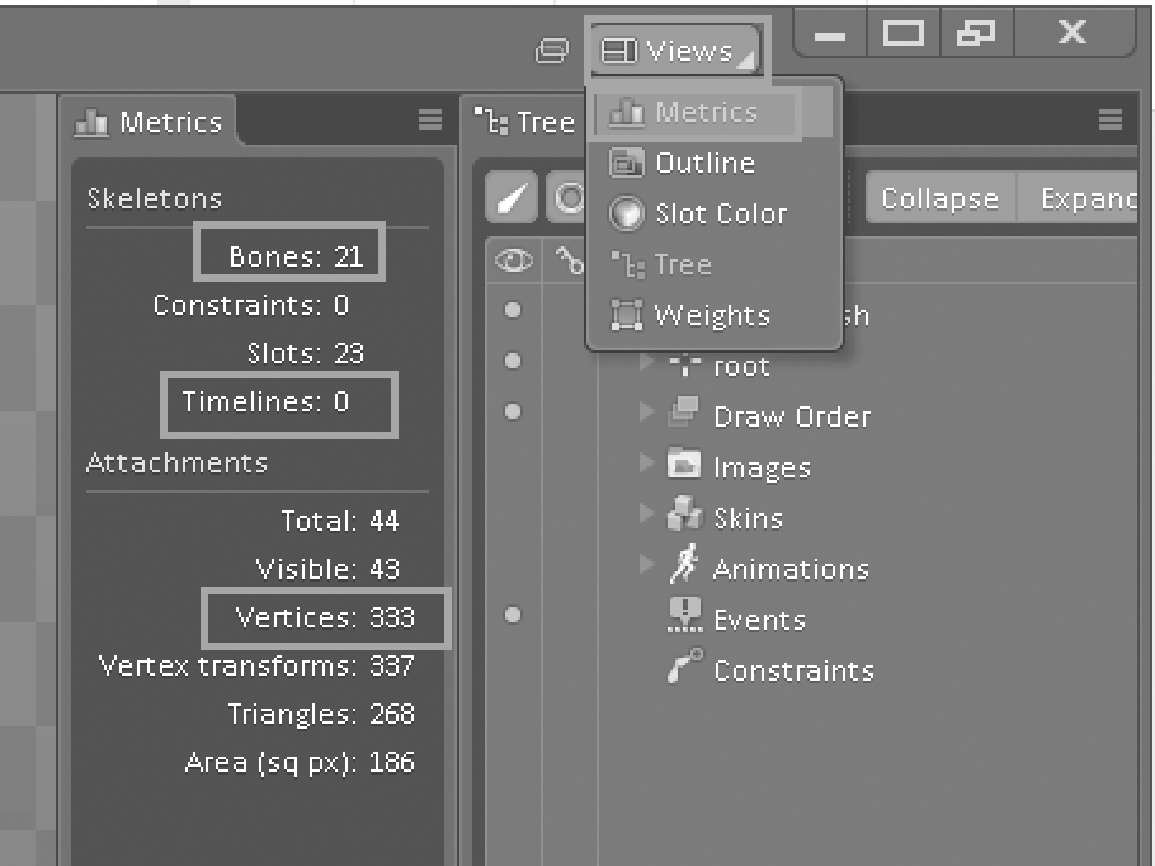 Views
Metrics
Outline
Slot Color
Tree
Weights
Metrics
Skeletons
Bones: 21
Constraints: 0
Slots: 23
Timelines: 0
Attachments
Total: 44
Visible: 43
Vertices: 333
Vertex transforms: 337
Triangles: 268
Area (sq px): 186
Tree
Collapse
Expand
sh
root
Draw Order
Images
Skins
Animations
Events
Constraints